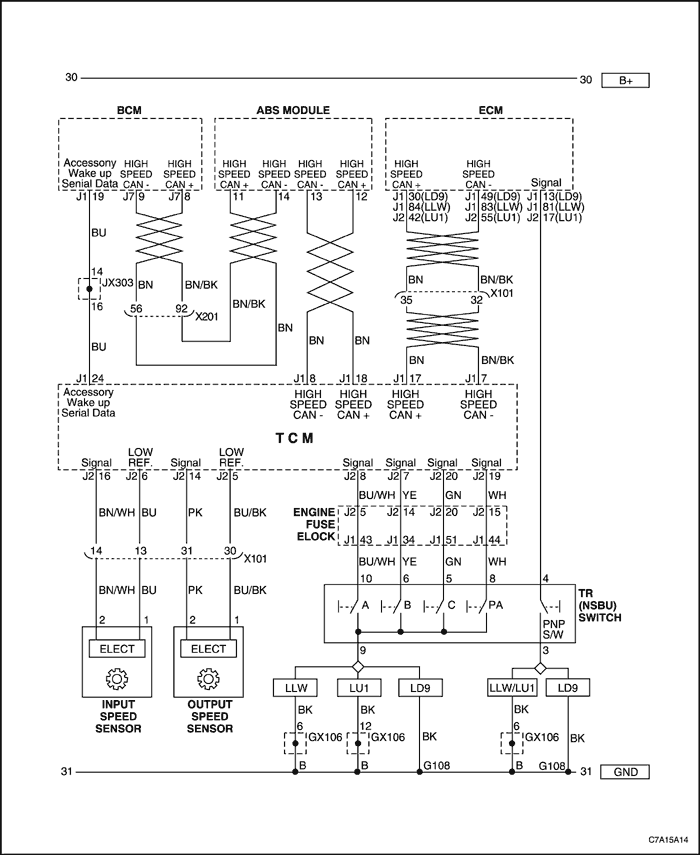 30 30 B+
BCM ABS MODULE ECM
Accessory HIGH HIGH HIGH HIGH HIGH HIGH HIGH HIGH
Wake up SPEED SPEED SPEED SPEED SPEED SPEED SPEED SPEED
Serial Data CAN - CAN + CAN + CAN - CAN - CAN + CAN + CAN - Signal
J1 19 J7 9 J7 8 11 14 13 12 J1 30(LD9) J1 49(LD9) J1 13(LD9)
J1 84(LLW) J1 83(LLW) J1 81(LLW)
J2 42(LU1) J2 55(LU1) J2 17(LU1)
BU
14
JX303 BN BN/BK BN BN/BK
16 BN/BK 35 32 X101
56 92 X201
BN
BU BN BN BN BN/BK
J1 24 J1 8 J1 18 J1 17 J1 7
Accessory HIGH HIGH HIGH HIGH
Wake up SPEED SPEED SPEED SPEED
Serial Data CAN - CAN + CAN + CAN -
TCM
LOW LOW
Signal REF. Signal REF. Signal Signal Signal Signal
J2 16 J2 6 J2 14 J2 5 J2 8 J2 7 J2 20 J2 19
BU/WH YE GN WH
BN/WH BU PK BU/BK
ENGINE FUSE ELOCK
J2 5 J2 14 J2 20 J2 15
J1 43 J1 34 J1 51 J1 44
14 13 31 30 X101
BU/WH YE GN WH
10 6 5 8 4
BN/WH BU PK BU/BK
A B C PA
TR (NSBU) SWITCH
PNP S/W
2 1 2 1
ELECT ELECT
9 3
INPUT SPEED SENSOR
OUTPUT SPEED SENSOR
LLW LU1 LD9 LLW/LU1 LD9
BK BK BK
6 12 6
GX106 GX106 BK GX106 BK
31 B B G108 B G108 31 GND
C7A15A14